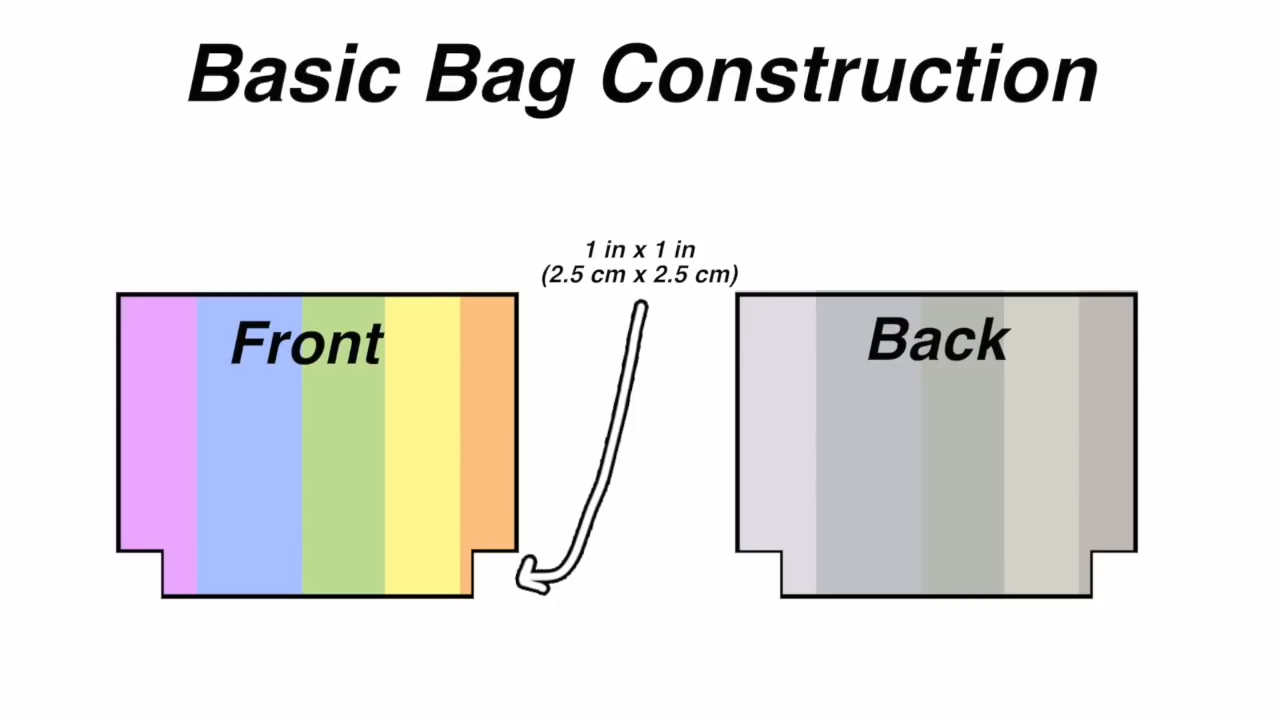 Basic Bag Construction
1 in x 1 in
(2.5 cm x 2.5 cm)
Front
Back